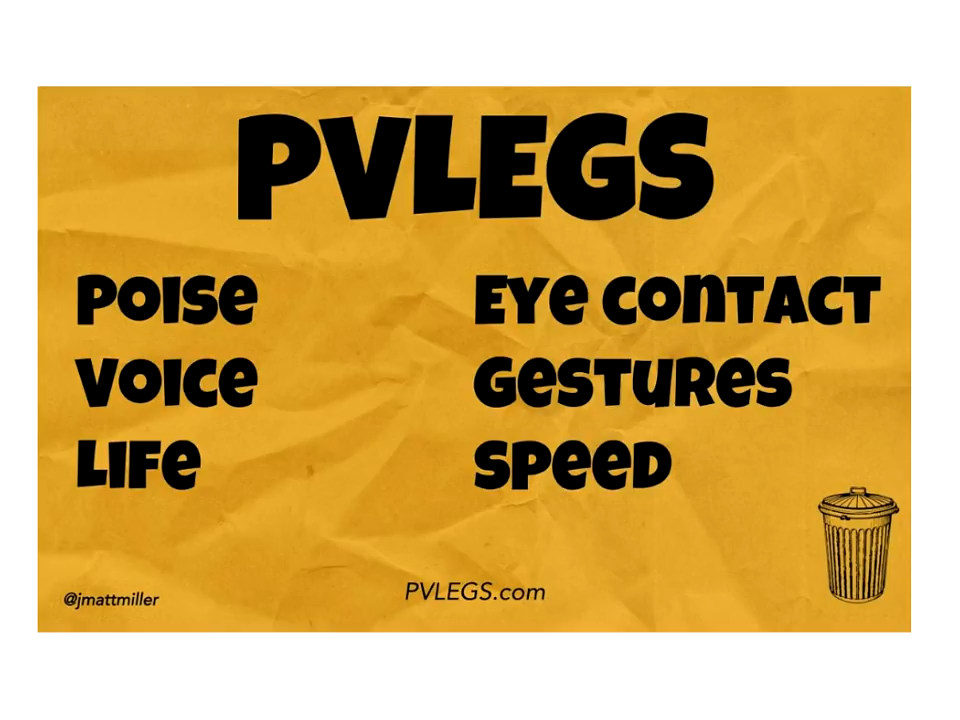 PVLEGS
Poise
Voice
Life
Eye Contact
Gestures
Speed
@jmattmiller
PVLEGS.com